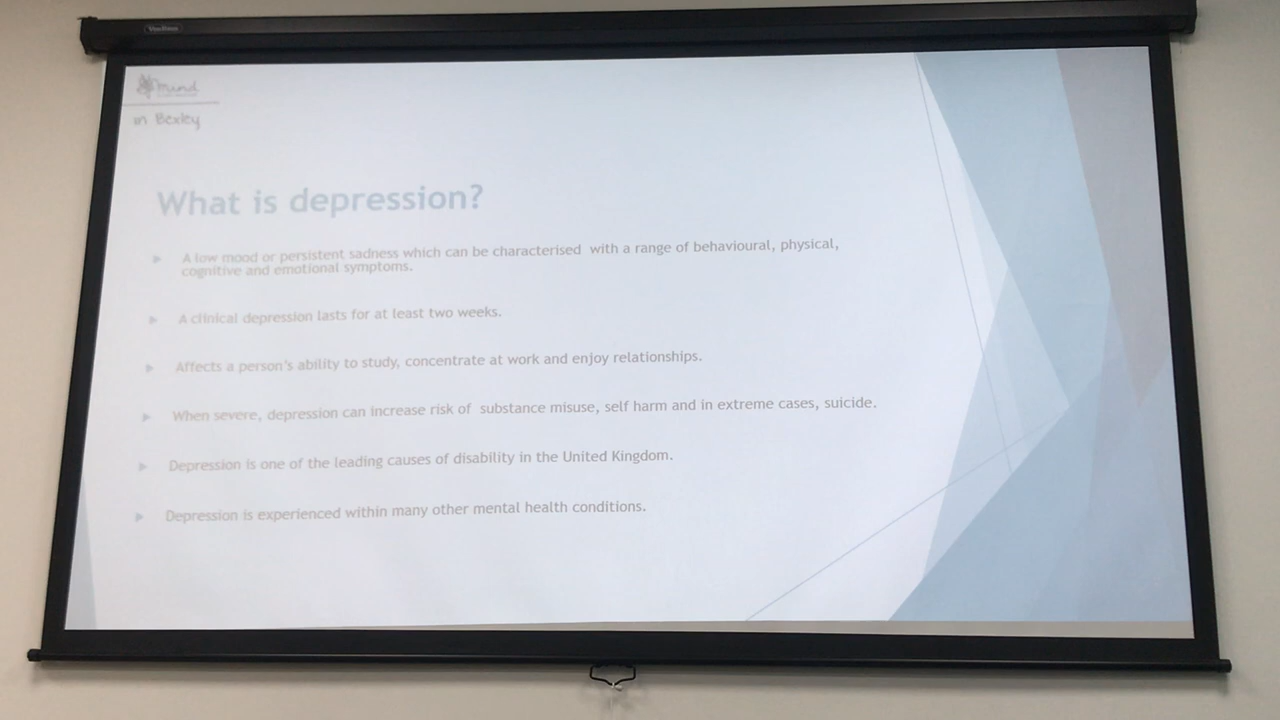 mind
in Bexley
What is depression?
A low mood or persistent sadness which can be characterised with a range of behavioural, physical,
cognitive and emotional symptoms.
A clinical depression lasts for at least two weeks.
Affects a person's ability to study, concentrate at work and enjoy relationships.
When severe, depression can increase risk of substance misuse, self harm and in extreme cases, suicide.
Depression is one of the leading causes of disability in the United Kingdom.
Depression is experienced within many other mental health conditions.